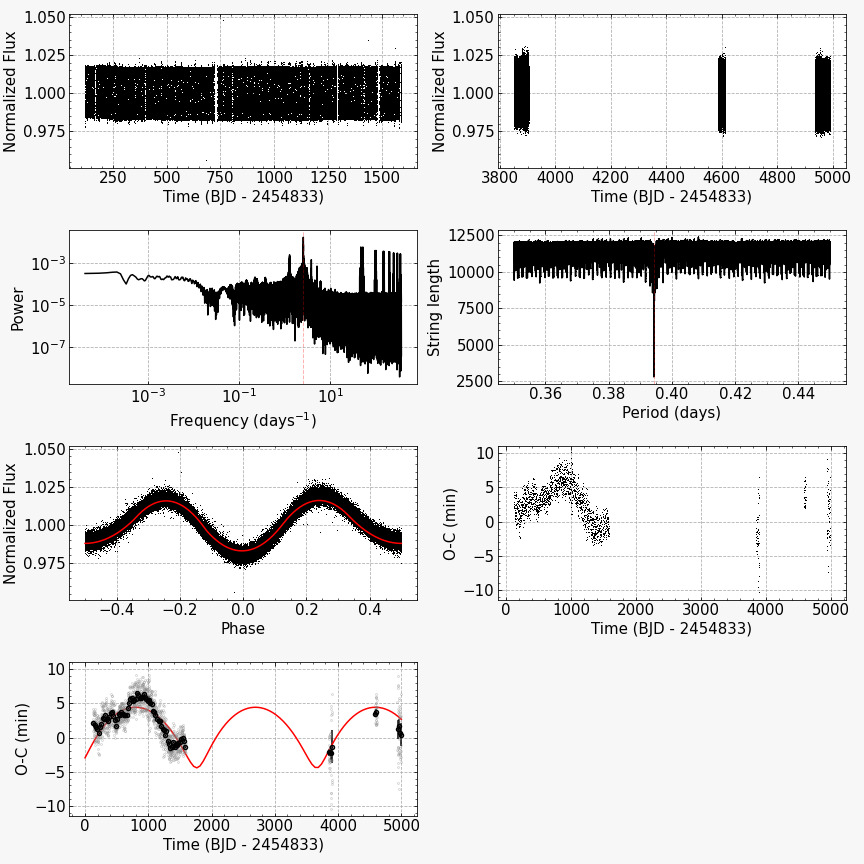 1.050
1.025
1.000
0.975
Normalized Flux
250 500 750 1000 1250 1500
Time (BJD - 2454833)
1.050
1.025
1.000
0.975
Normalized Flux
3800 4000 4200 4400 4600 4800 5000
Time (BJD - 2454833)
10⁻³
10⁻⁵
10⁻⁷
Power
10⁻³ 10⁻¹ 10¹
Frequency (days⁻¹)
12500
10000
7500
5000
2500
String length
0.36 0.38 0.40 0.42 0.44
Period (days)
1.050
1.025
1.000
0.975
Normalized Flux
−0.4 −0.2 0.0 0.2 0.4
Phase
10
5
0
−5
−10
O-C (min)
0 1000 2000 3000 4000 5000
Time (BJD - 2454833)
10
5
0
−5
−10
O-C (min)
0 1000 2000 3000 4000 5000
Time (BJD - 2454833)